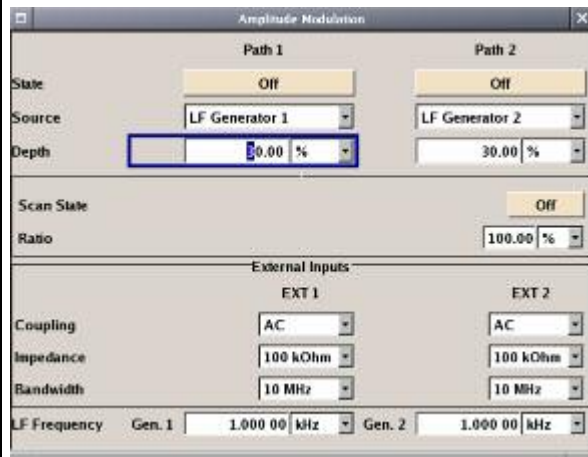 Amplitude Modulation
Path 1 Path 2
State Off Off
Source LF Generator 1 LF Generator 2
Depth 30.00 % 30.00 %
Scan State Off
Ratio 100.00 %
External Inputs
EXT 1 EXT 2
Coupling AC AC
Impedance 100 kOhm 100 kOhm
Bandwidth 10 MHz 10 MHz
LF Frequency Gen. 1 1.000 00 kHz Gen. 2 1.000 00 kHz